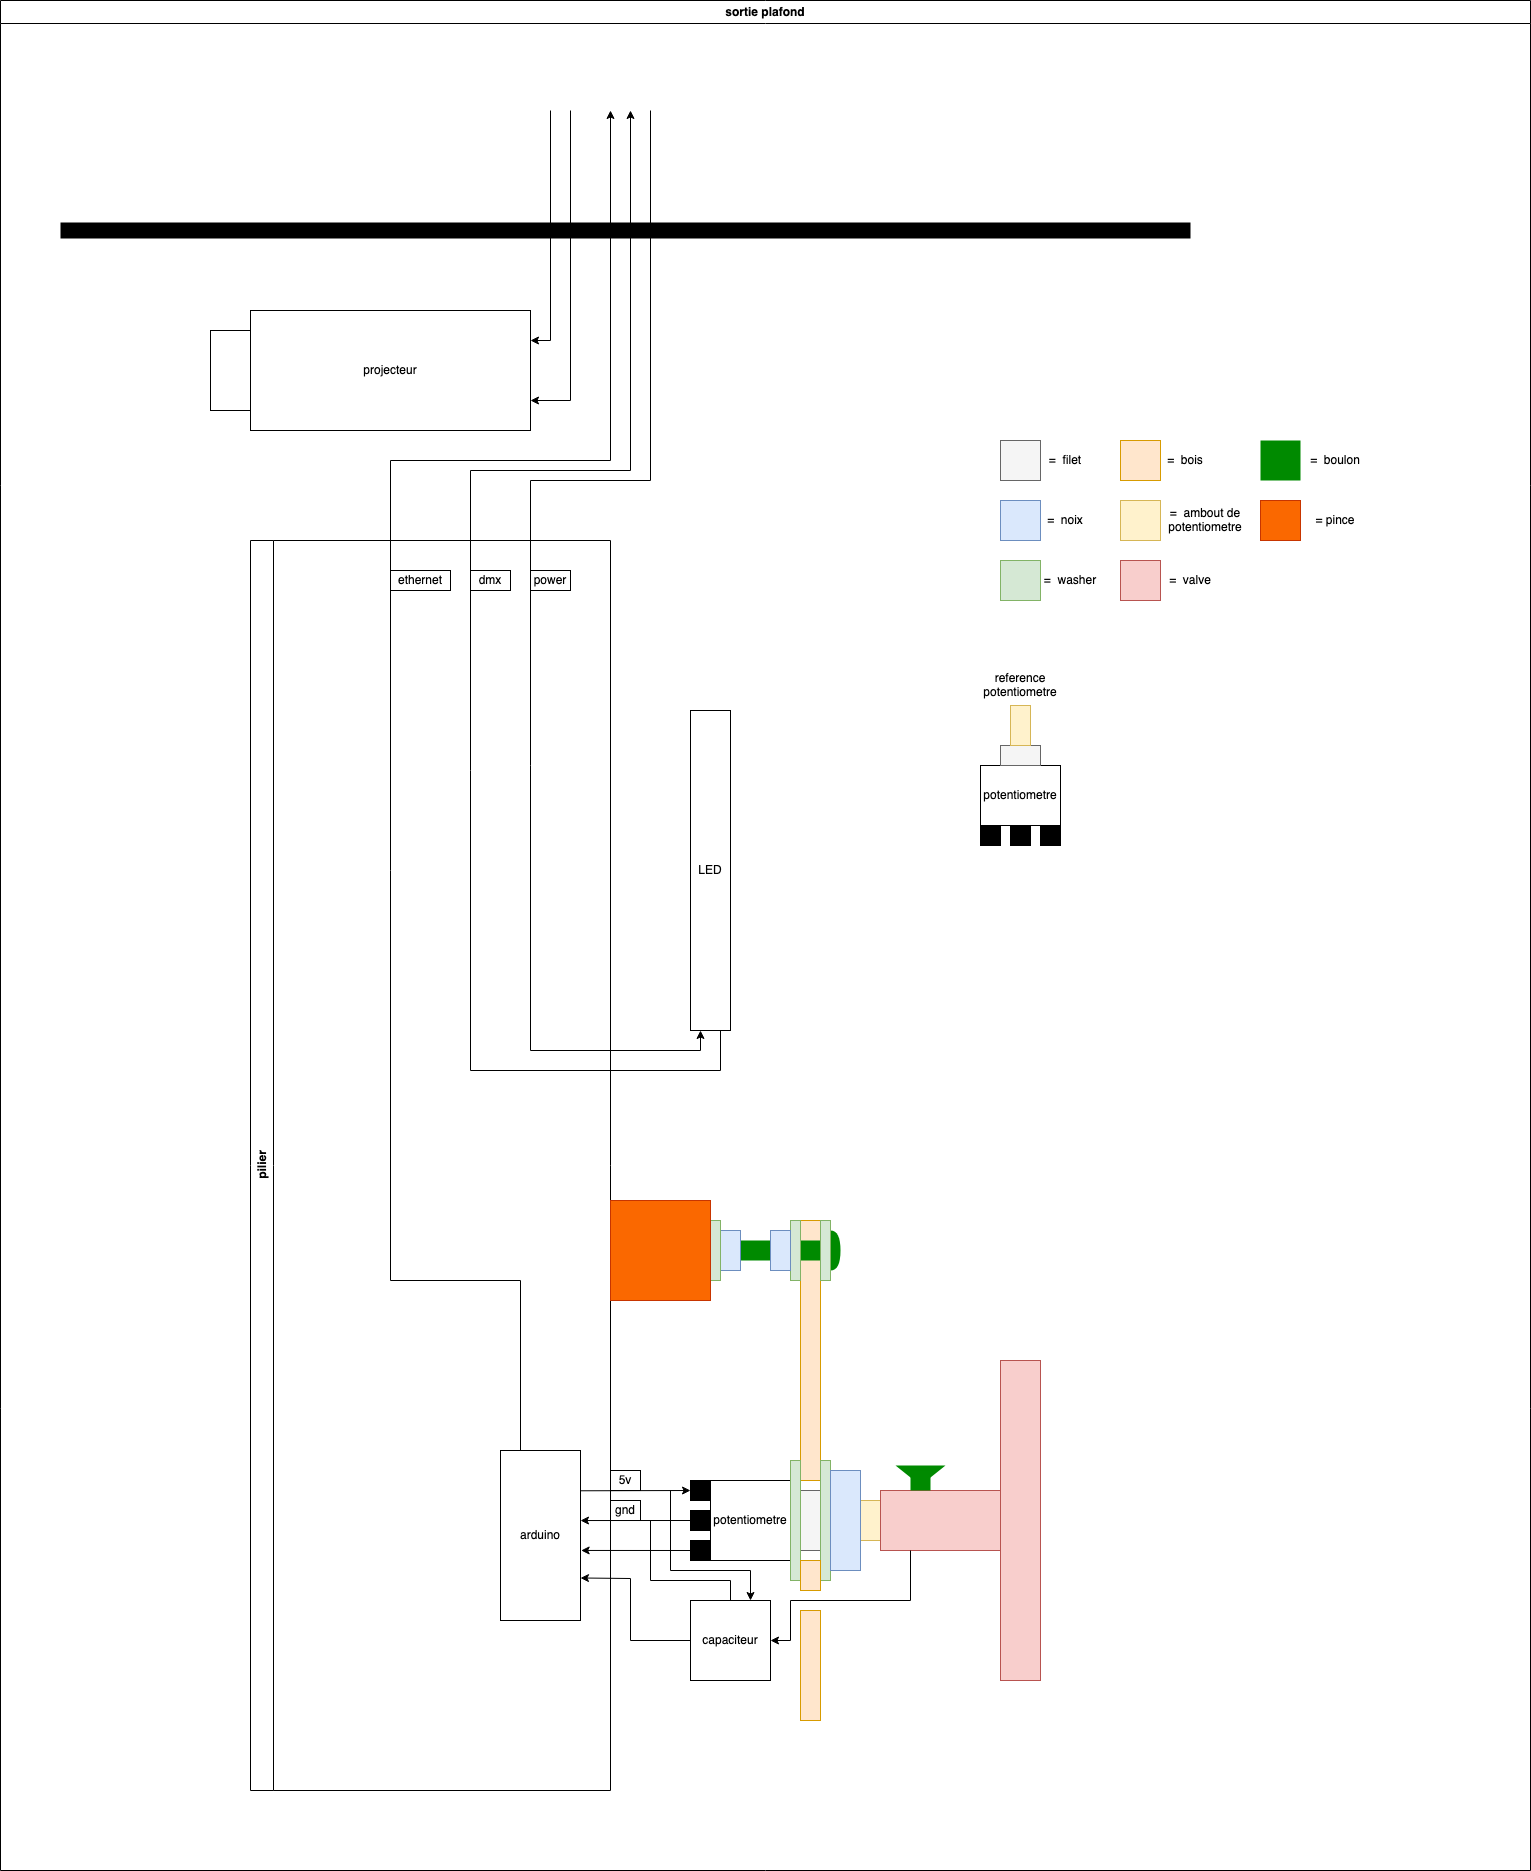 sortie plafond
projecteur
= filet
= bois
= boulon
= noix
= ambout de
potentiometre
= pince
ethernet
dmx
power
= washer
= valve
reference
potentiometre
potentiometre
LED
pilier
5v
gnd
potentiometre
arduino
capaciteur